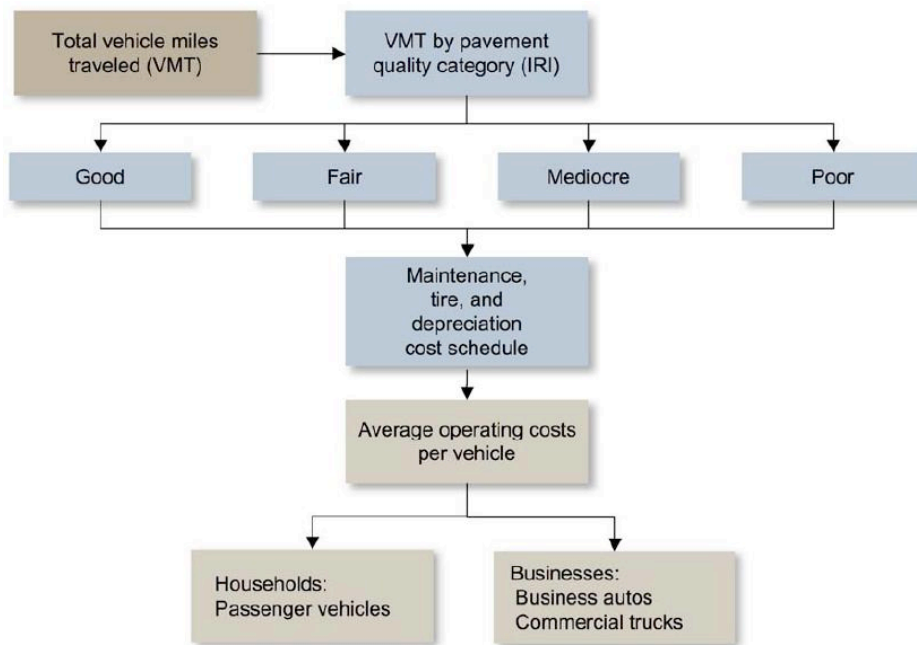 Total vehicle miles
traveled (VMT)
VMT by pavement
quality category (IRI)
Good
Fair
Mediocre
Poor
Maintenance,
tire, and
depreciation
cost schedule
Average operating costs
per vehicle
Households:
Passenger vehicles
Businesses:
Business autos
Commercial trucks